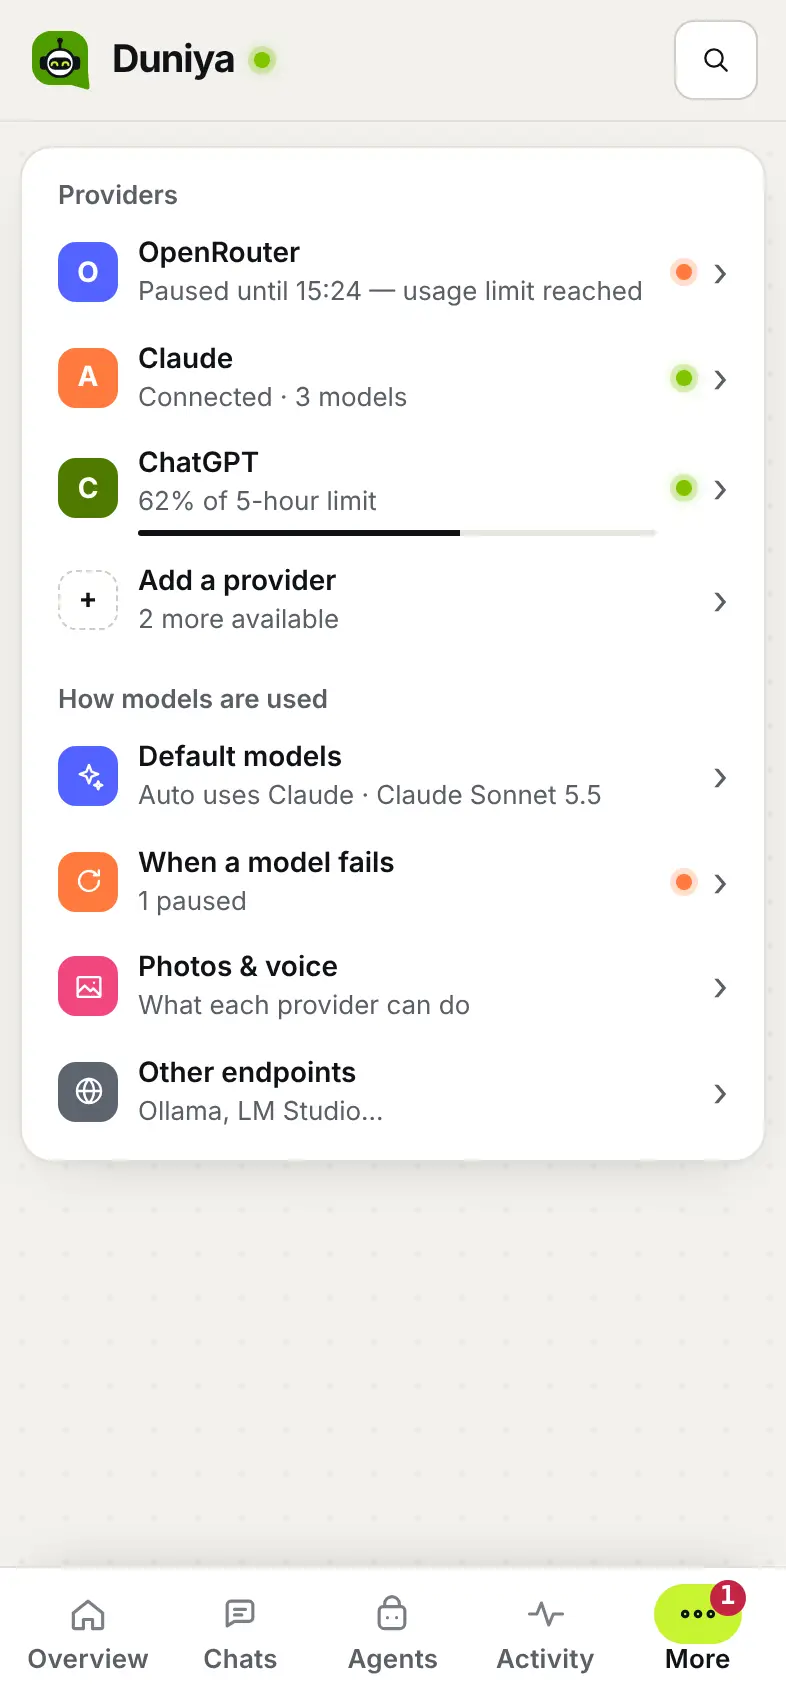 Duniya
Providers
O
OpenRouter
Paused until 15:24 — usage limit reached
A
Claude
Connected · 3 models
C
ChatGPT
62% of 5-hour limit
+
Add a provider
2 more available
How models are used
Default models
Auto uses Claude · Claude Sonnet 5.5
When a model fails
1 paused
Photos & voice
What each provider can do
Other endpoints
Ollama, LM Studio...
1
Overview
Chats
Agents
Activity
More